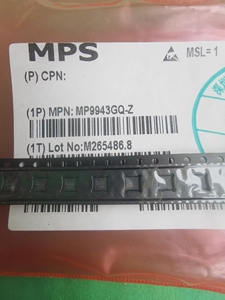 MPS
MSL= 1
(P) CPN:
(1P) MPN: MP9943GQ-Z
(1T) Lot No:M265486.8